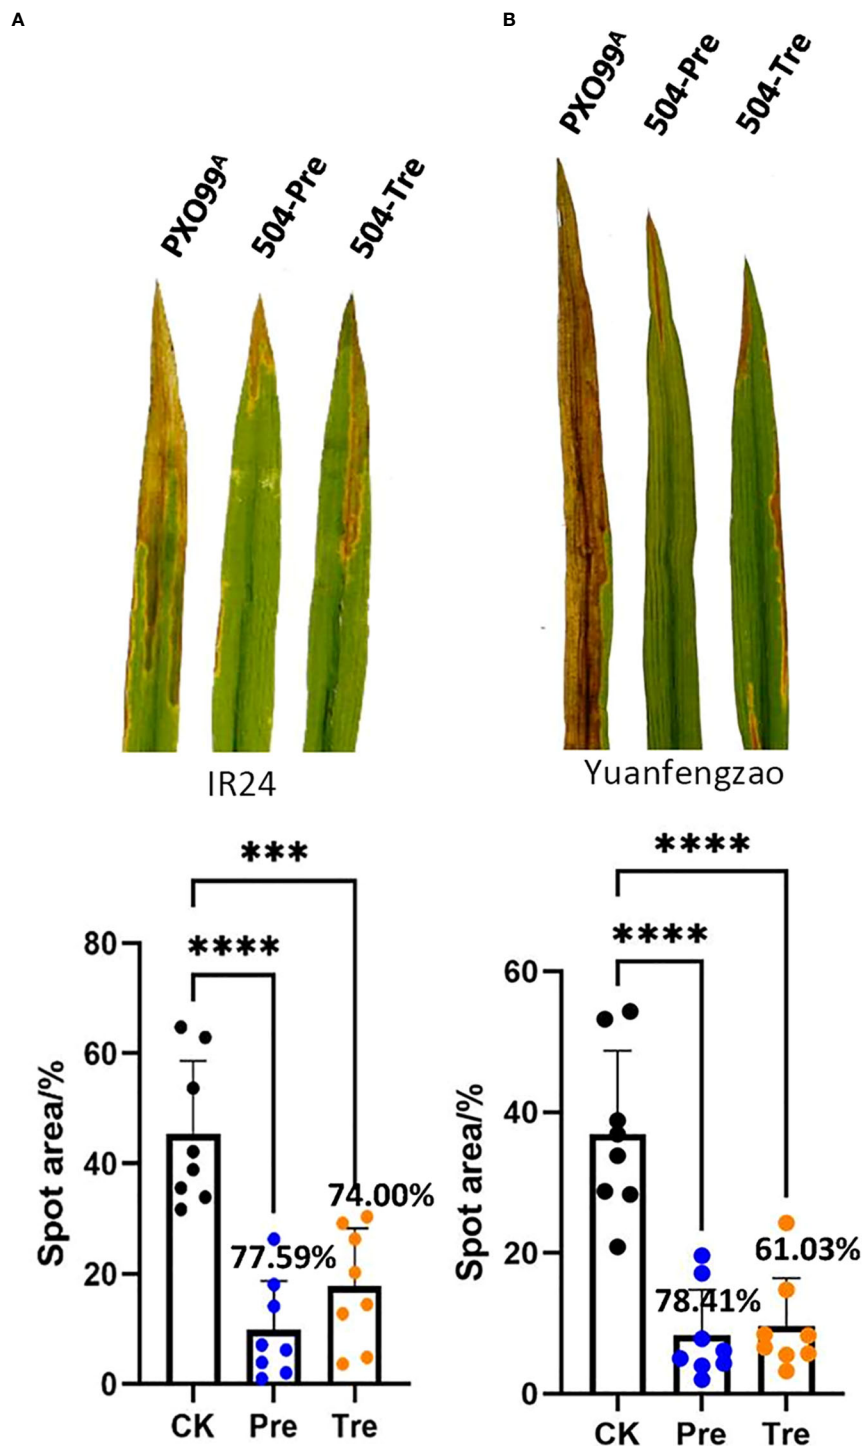 A
PXO99ᴬ
504-Pre
504-Tre
IR24
***
****
80
60
40
20
0
Spot area/%
77.59%
74.00%
CK
Pre
Tre
B
PXO99ᴬ
504-Pre
504-Tre
Yuanfengzao
****
****
60
40
20
0
Spot area/%
78.41%
61.03%
CK
Pre
Tre